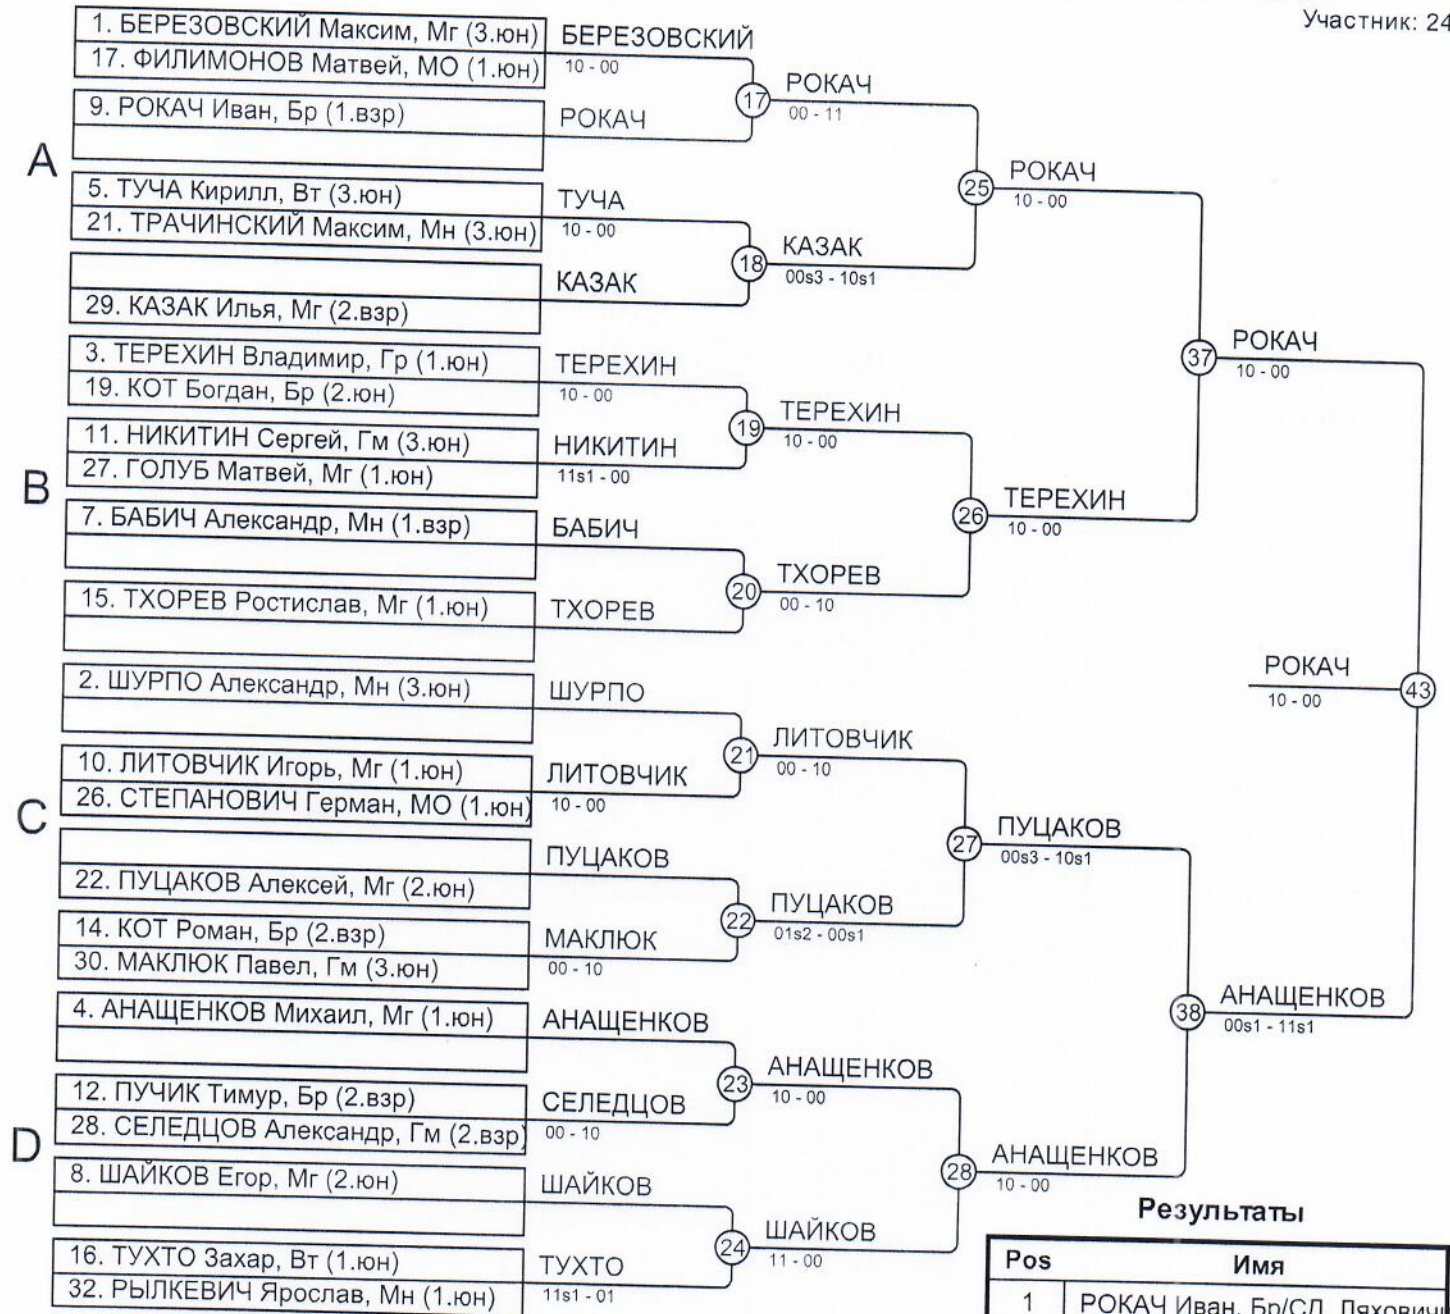 Участник: 24
A
1. БЕРЕЗОВСКИЙ Максим, Мг (3.юн)
17. ФИЛИМОНОВ Матвей, МО (1.юн)
БЕРЕЗОВСКИЙ
10 - 00
9. РОКАЧ Иван, Бр (1.взр)
РОКАЧ
17
РОКАЧ
00 - 11
5. ТУЧА Кирилл, Вт (3.юн)
21. ТРАЧИНСКИЙ Максим, Мн (3.юн)
ТУЧА
10 - 00
КАЗАК
29. КАЗАК Илья, Мг (2.взр)
18
КАЗАК
00s3 - 10s1
25
РОКАЧ
10 - 00
B
3. ТЕРЕХИН Владимир, Гр (1.юн)
19. КОТ Богдан, Бр (2.юн)
ТЕРЕХИН
10 - 00
11. НИКИТИН Сергей, Гм (3.юн)
27. ГОЛУБ Матвей, Мг (1.юн)
НИКИТИН
11s1 - 00
19
ТЕРЕХИН
10 - 00
7. БАБИЧ Александр, Мн (1.взр)
БАБИЧ
15. ТХОРЕВ Ростислав, Мг (1.юн)
ТХОРЕВ
20
ТХОРЕВ
00 - 10
26
ТЕРЕХИН
10 - 00
37
РОКАЧ
10 - 00
C
2. ШУРПО Александр, Мн (3.юн)
ШУРПО
10. ЛИТОВЧИК Игорь, Мг (1.юн)
26. СТЕПАНОВИЧ Герман, МО (1.юн)
ЛИТОВЧИК
10 - 00
21
ЛИТОВЧИК
00 - 10
ПУЦАКОВ
22. ПУЦАКОВ Алексей, Мг (2.юн)
14. КОТ Роман, Бр (2.взр)
30. МАКЛЮК Павел, Гм (3.юн)
МАКЛЮК
00 - 10
22
ПУЦАКОВ
01s2 - 00s1
27
ПУЦАКОВ
00s3 - 10s1
D
4. АНАЩЕНКОВ Михаил, Мг (1.юн)
АНАЩЕНКОВ
12. ПУЧИК Тимур, Бр (2.взр)
28. СЕЛЕДЦОВ Александр, Гм (2.взр)
СЕЛЕДЦОВ
00 - 10
23
АНАЩЕНКОВ
10 - 00
8. ШАЙКОВ Егор, Мг (2.юн)
ШАЙКОВ
16. ТУХТО Захар, Вт (1.юн)
32. РЫЛКЕВИЧ Ярослав, Мн (1.юн)
ТУХТО
11s1 - 01
24
ШАЙКОВ
11 - 00
28
АНАЩЕНКОВ
10 - 00
38
АНАЩЕНКОВ
00s1 - 11s1
РОКАЧ
10 - 00
43
Результаты
Pos Имя
1 РОКАЧ Иван, Бр/СЛ, Ляхович